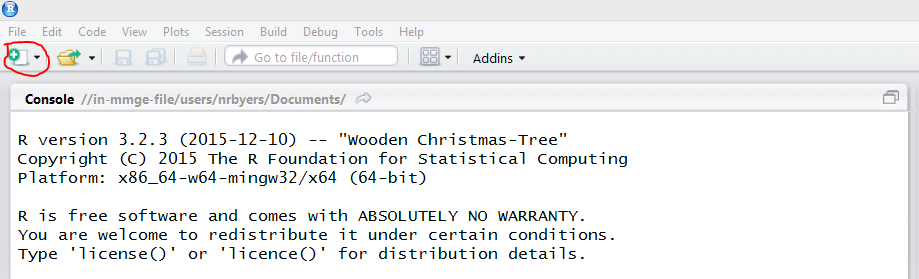 R
File Edit Code View Plots Session Build Debug Tools Help
Go to file/function Addins
Console //in-mmge-file/users/nrbyers/Documents/
R version 3.2.3 (2015-12-10) -- "Wooden Christmas-Tree"
Copyright (C) 2015 The R Foundation for Statistical Computing
Platform: x86_64-w64-mingw32/x64 (64-bit)
R is free software and comes with ABSOLUTELY NO WARRANTY.
You are welcome to redistribute it under certain conditions.
Type 'license()' or 'licence()' for distribution details.